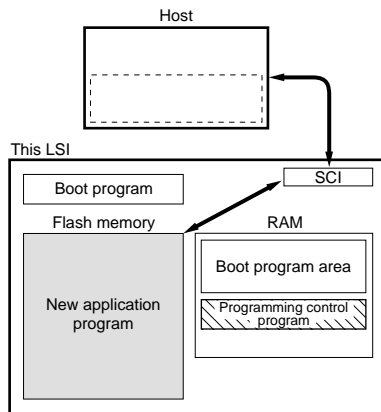 Host
This LSI
SCI
Boot program
Flash memory
RAM
Boot program area
New application
program
Programming control
program